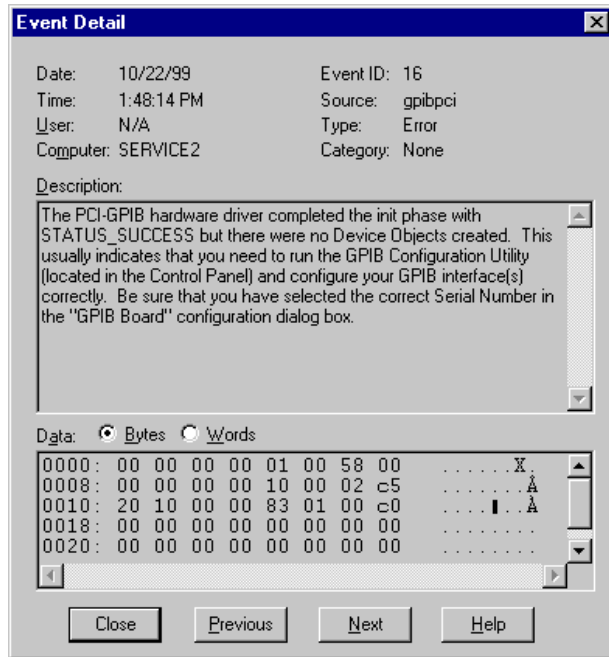 Event Detail
Date: 10/22/99 Event ID: 16
Time: 1:48:14 PM Source: gpibpci
User: N/A Type: Error
Computer: SERVICE2 Category: None
Description:
The PCI-GPIB hardware driver completed the init phase with
STATUS_SUCCESS but there were no Device Objects created. This
usually indicates that you need to run the GPIB Configuration Utility
(located in the Control Panel) and configure your GPIB interface(s)
correctly. Be sure that you have selected the correct Serial Number in
the "GPIB Board" configuration dialog box.
Data: Bytes Words
0000: 00 00 00 00 01 00 58 00 ......X.
0008: 00 00 00 00 10 00 02 c5 .......Å
0010: 20 10 00 00 83 01 00 c0 ....▮..À
0018: 00 00 00 00 00 00 00 00 ........
0020: 00 00 00 00 00 00 00 00 ........
Close Previous Next Help